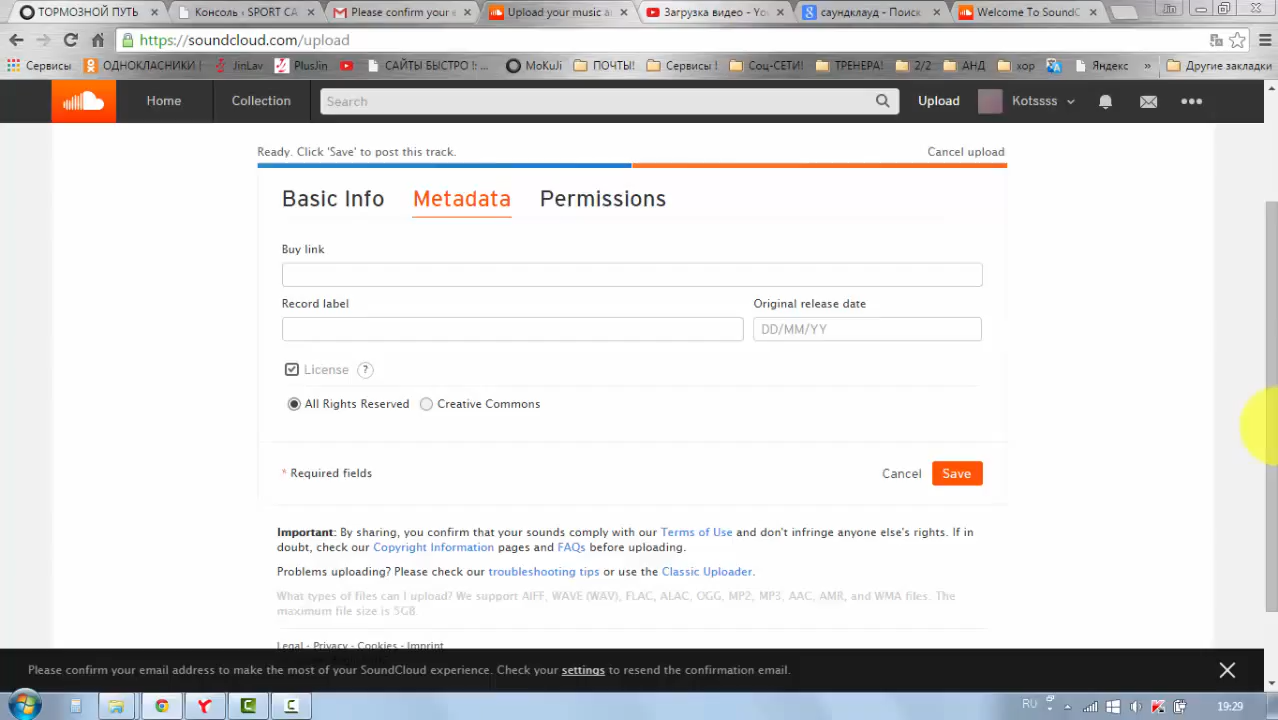 ТОРМОЗНОЙ ПУТЬ
Консоль • SPORT CA
Please confirm your e
Upload your music a
Загрузка видео - Yo
саундклауд - Поиск
Welcome To SoundC
https://soundcloud.com/upload
Сервисы
ОДНОКЛАССНИКИ
JinLav
PlusJin
САЙТЫ БЫСТРО !: ...
МоКиЈі
ПОЧТЫ!
Сервисы !
Соц-СЕТИ!
ТРЕНЕРА!
2/2
АНД
хор
Яндекс
»
Другие закладки
Home
Collection
Search
Upload
Kotssss
Ready. Click 'Save' to post this track.
Cancel upload
Basic Info
Metadata
Permissions
Buy link
Record label
Original release date
DD/MM/YY
License ?
All Rights Reserved
Creative Commons
* Required fields
Cancel
Save
Important: By sharing, you confirm that your sounds comply with our Terms of Use and don't infringe anyone else's rights. If in
doubt, check our Copyright Information pages and FAQs before uploading.
Problems uploading? Please check our troubleshooting tips or use the Classic Uploader.
What types of files can I upload? We support AIFF, WAVE (WAV), FLAC, ALAC, OGG, MP2, MP3, AAC, AMR, and WMA files. The
maximum file size is 5GB.
Legal - Privacy - Cookies - Imprint
Please confirm your email address to make the most of your SoundCloud experience. Check your settings to resend the confirmation email.
RU
19:29